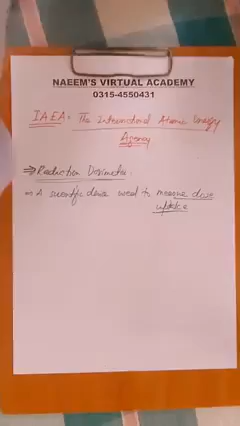 NAEEM'S VIRTUAL ACADEMY
0315-4550431
IAEA: The International Atomic Energy
Agency
⇒ Radiation Dosimeter.
⇒ A scientific device used to measure dose
uptake